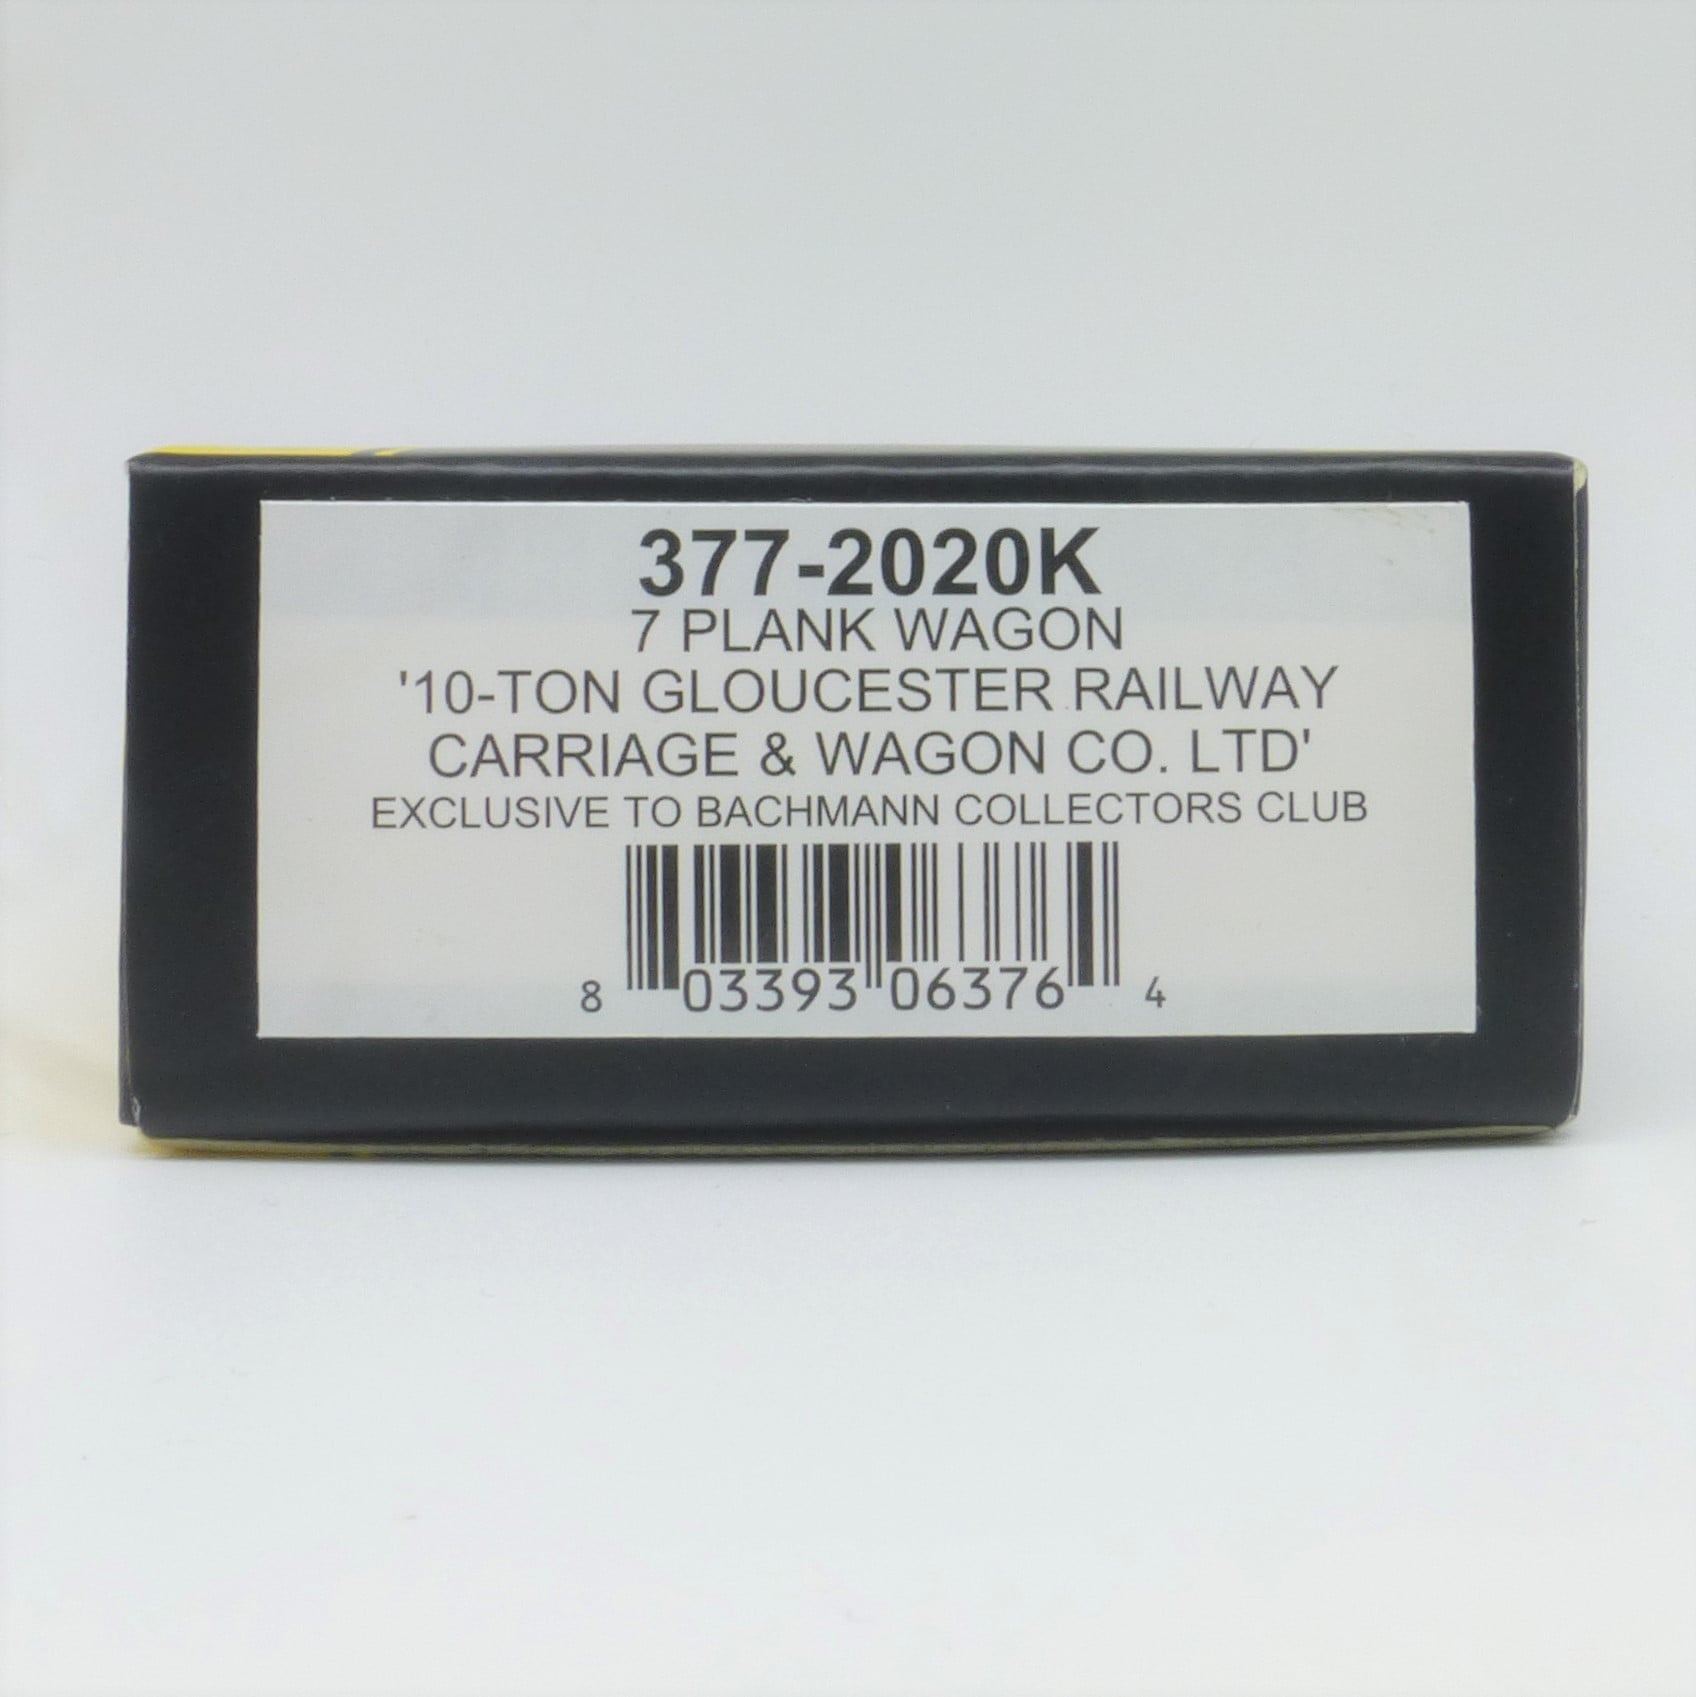 377-2020K
7 PLANK WAGON
'10-TON GLOUCESTER RAILWAY
CARRIAGE & WAGON CO. LTD'
EXCLUSIVE TO BACHMANN COLLECTORS CLUB
8 03393 06376 4